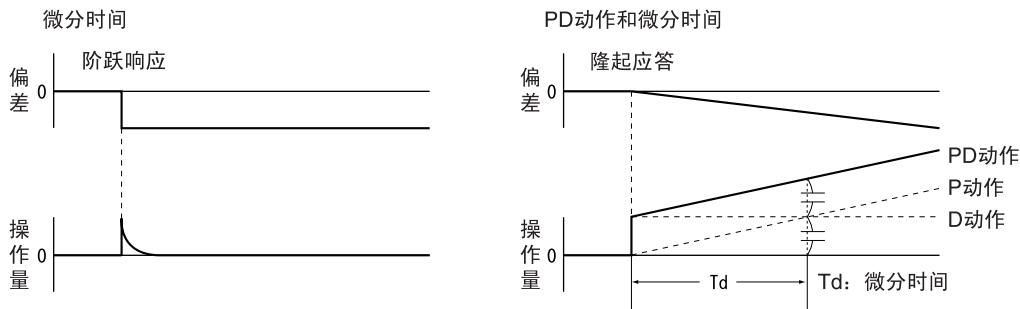 微分时间
阶跃响应
偏差
0
操作量
0
PD动作和微分时间
隆起应答
偏差
0
PD动作
P动作
D动作
操作量
0
Td
Td：微分时间